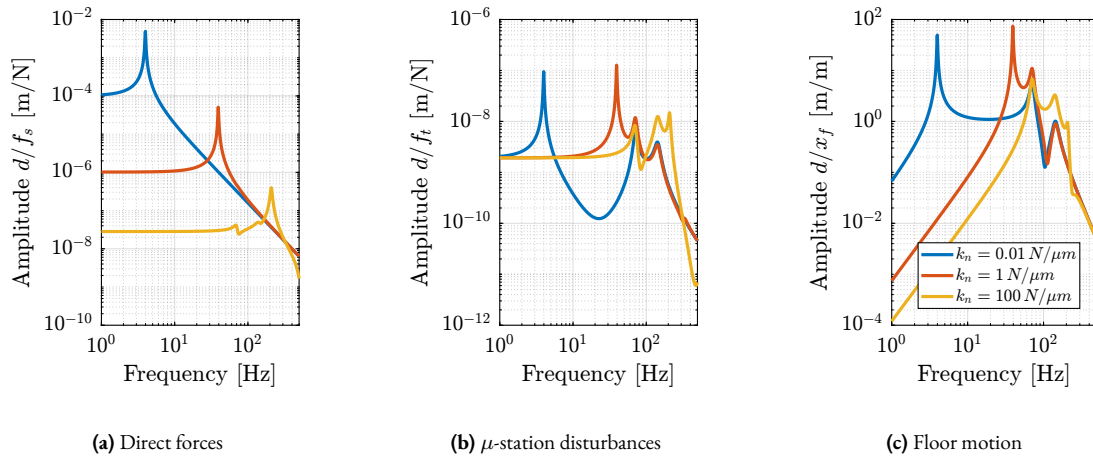 10^-2
10^-4
10^-6
10^-8
10^-10
Amplitude d/f_s [m/N]
10^0 10^1 10^2
Frequency [Hz]
(a) Direct forces
10^-6
10^-8
10^-10
10^-12
Amplitude d/f_t [m/N]
10^0 10^1 10^2
Frequency [Hz]
(b) μ-station disturbances
10^2
10^0
10^-2
10^-4
Amplitude d/x_f [m/m]
k_n = 0.01 N/μm
k_n = 1 N/μm
k_n = 100 N/μm
10^0 10^1 10^2
Frequency [Hz]
(c) Floor motion